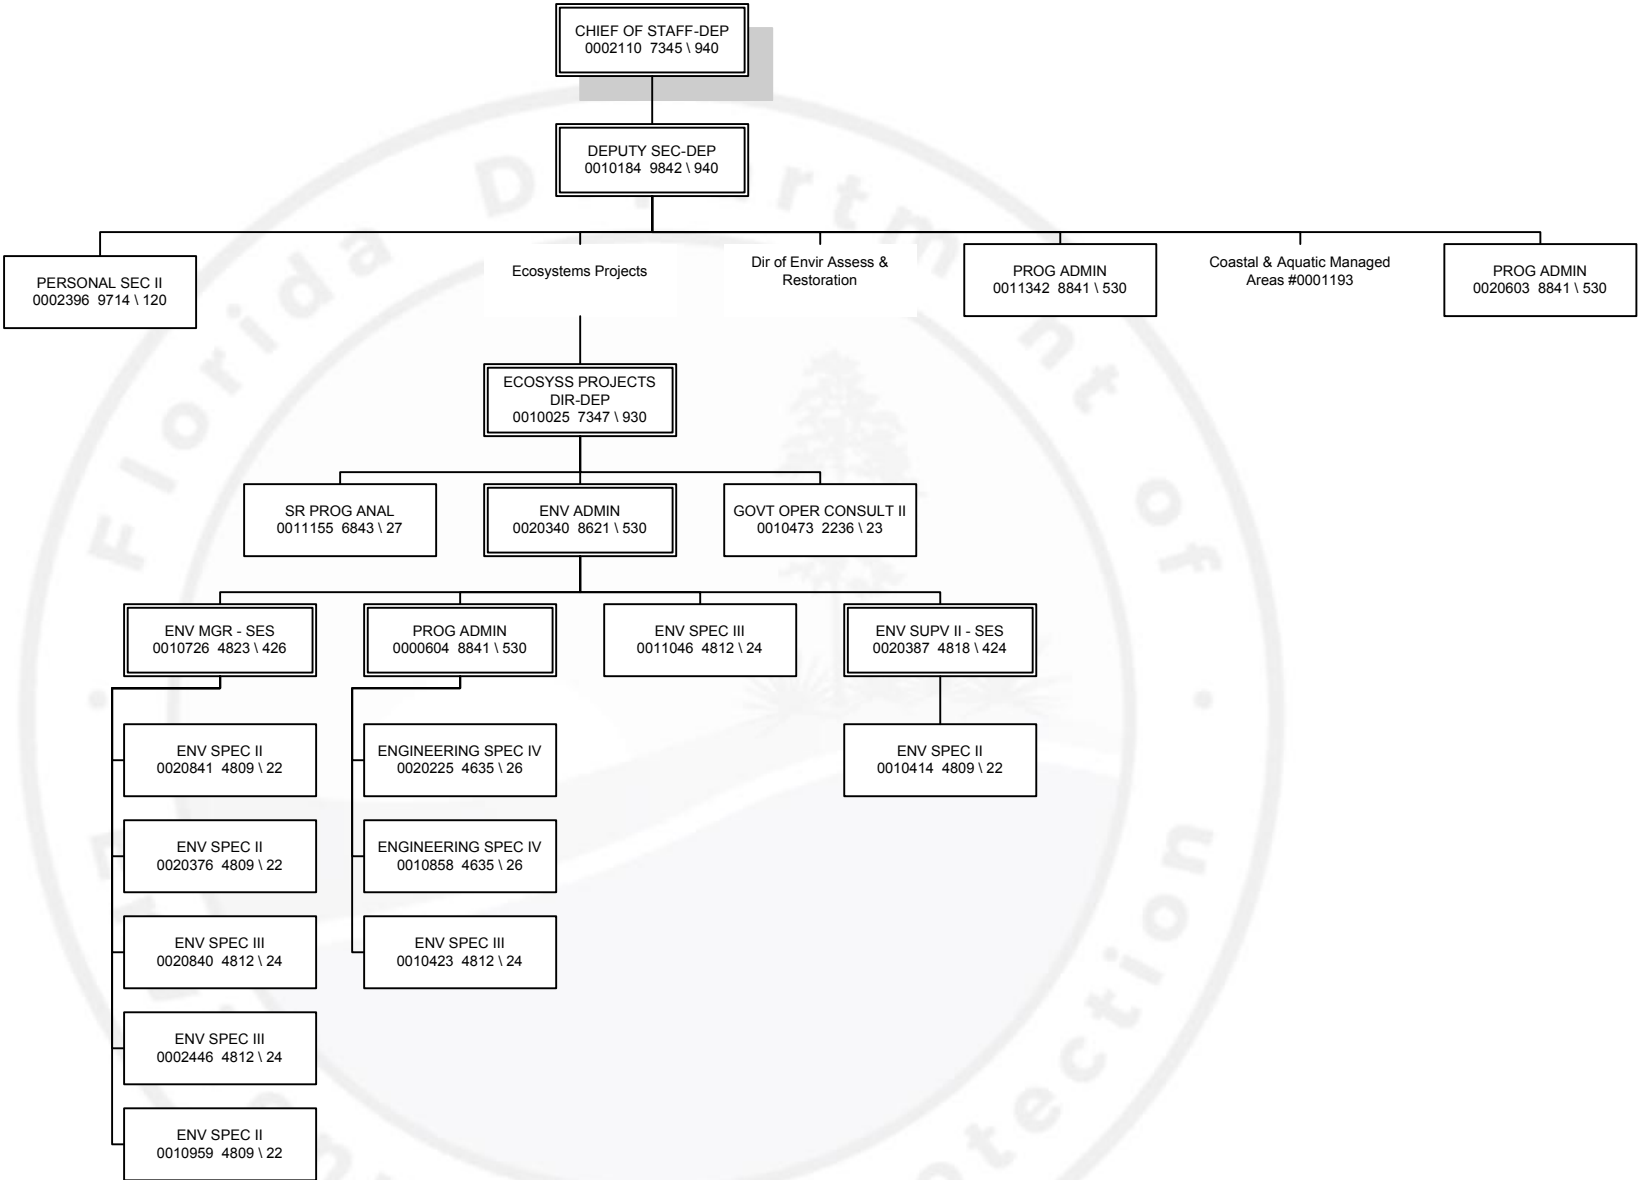 CHIEF OF STAFF-DEP
0002110 7345 \ 940
DEPUTY SEC-DEP
0010184 9842 \ 940
PERSONAL SEC II
0002396 9714 \ 120
Ecosystems Projects
Dir of Envir Assess &
Restoration
PROG ADMIN
0011342 8841 \ 530
Coastal & Aquatic Managed
Areas #0001193
PROG ADMIN
0020603 8841 \ 530
ECOSYSS PROJECTS
DIR-DEP
0010025 7347 \ 930
SR PROG ANAL
0011155 6843 \ 27
ENV ADMIN
0020340 8621 \ 530
GOVT OPER CONSULT II
0010473 2236 \ 23
ENV MGR - SES
0010726 4823 \ 426
PROG ADMIN
0000604 8841 \ 530
ENV SPEC III
0011046 4812 \ 24
ENV SUPV II - SES
0020387 4818 \ 424
ENV SPEC II
0020841 4809 \ 22
ENGINEERING SPEC IV
0020225 4635 \ 26
ENV SPEC II
0010414 4809 \ 22
ENV SPEC II
0020376 4809 \ 22
ENGINEERING SPEC IV
0010858 4635 \ 26
ENV SPEC III
0020840 4812 \ 24
ENV SPEC III
0010423 4812 \ 24
ENV SPEC III
0002446 4812 \ 24
ENV SPEC II
0010959 4809 \ 22
Florida
of